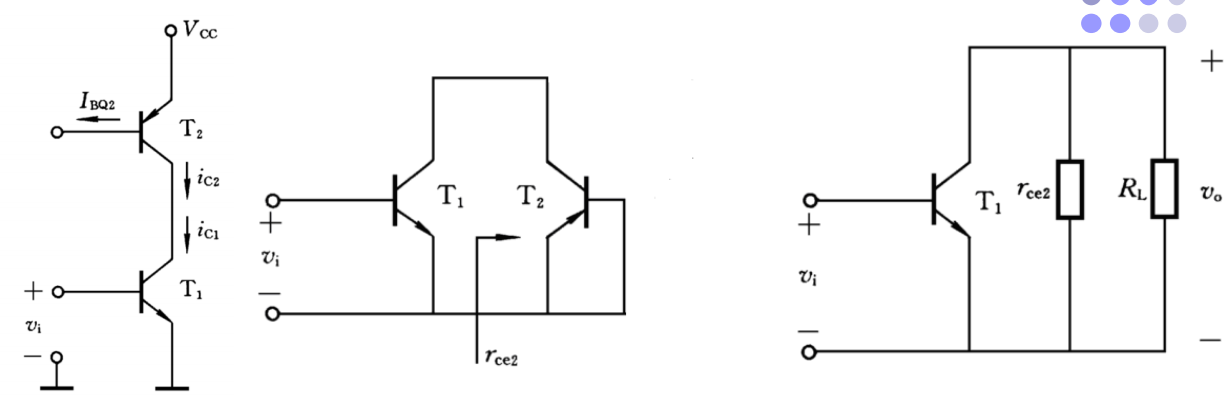 V_CC
I_BQ2
T_2
i_C2
i_C1
+
T_1
v_i
−
+
v_i
−
T_1
T_2
r_ce2
+
v_i
−
T_1
r_ce2
R_L
+
v_o
−